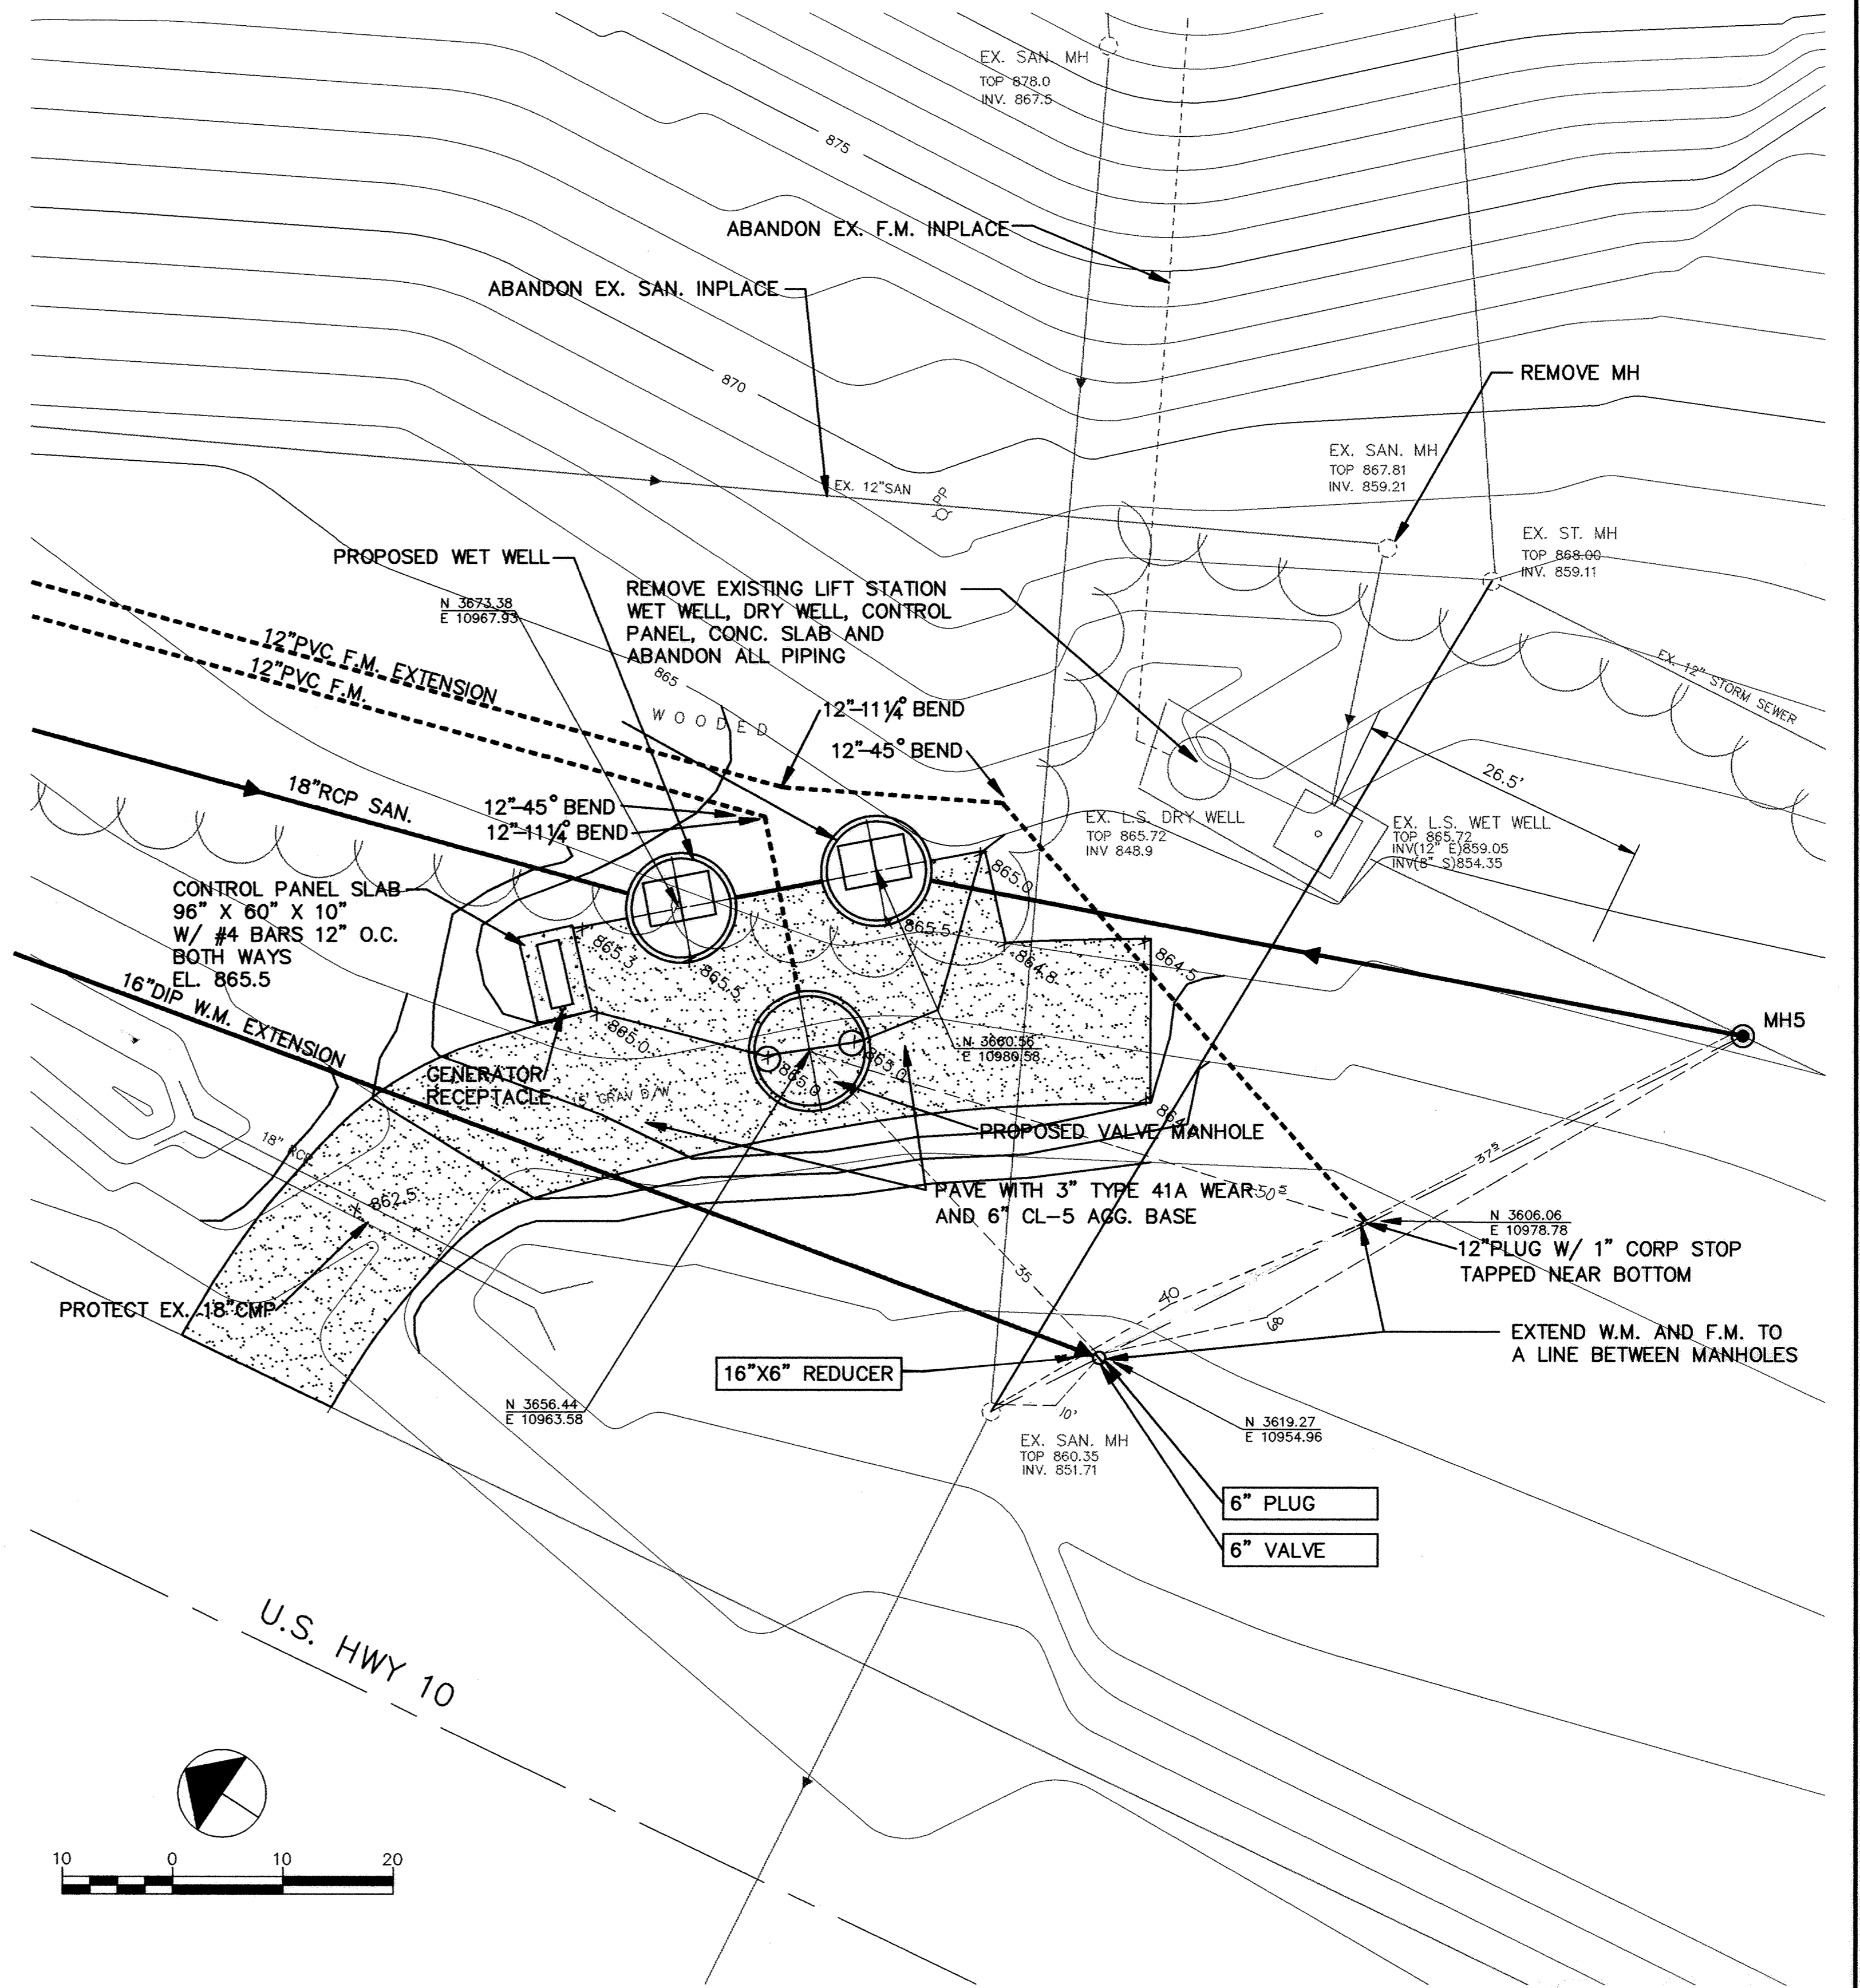 EX. SAN. MH
TOP 878.0
INV. 867.5
875
ABANDON EX. F.M. INPLACE
ABANDON EX. SAN. INPLACE
870
REMOVE MH
EX. SAN. MH
TOP 867.81
INV. 859.21
EX. 12"SAN
PP
EX. ST. MH
TOP 868.00
INV. 859.11
PROPOSED WET WELL
N 3673.38
E 10967.93
REMOVE EXISTING LIFT STATION
WET WELL, DRY WELL, CONTROL
PANEL, CONC. SLAB AND
ABANDON ALL PIPING
12"PVC F.M. EXTENSION
12"PVC F.M.
865
WOODED
EX. 12" STORM SEWER
12"-11¼° BEND
12"-45° BEND
26.5'
18"RCP SAN.
12"-45° BEND
12"-11¼° BEND
EX. L.S. DRY WELL
TOP 865.72
INV 848.9
EX. L.S. WET WELL
TOP 865.72
INV(12" E)859.05
INV(8" S)854.35
CONTROL PANEL SLAB
96" X 60" X 10"
W/ #4 BARS 12" O.C.
BOTH WAYS
EL. 865.5
865.0
865.5
865.3
865.5
864.8
864.5
16"DIP W.M. EXTENSION
MH5
865.0
N 3660.56
E 10980.58
865.0
865.0
GENERATOR
RECEPTACLE
15' GRAV D/W
PROPOSED VALVE MANHOLE
18" RCP
37.5
862.5
PAVE WITH 3" TYPE 41A WEAR
AND 6" CL-5 AGG. BASE
50.5
N 3606.06
E 10978.78
12"PLUG W/ 1" CORP STOP
TAPPED NEAR BOTTOM
35
40
68
PROTECT EX. 18"CMP
EXTEND W.M. AND F.M. TO
A LINE BETWEEN MANHOLES
16"X6" REDUCER
N 3656.44
E 10963.58
10'
N 3619.27
E 10954.96
EX. SAN. MH
TOP 860.35
INV. 851.71
6" PLUG
6" VALVE
U.S. HWY 10
10 0 10 20